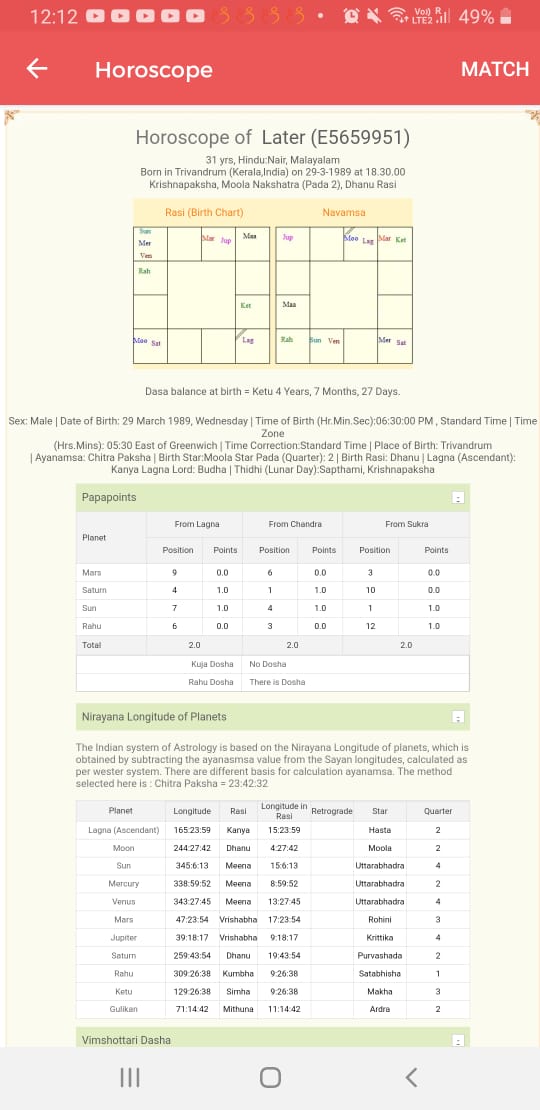 12:12 Vo)) R LTE2 49%
Horoscope MATCH
Horoscope of Later (E5659951)
31 yrs, Hindu:Nair, Malayalam
Born in Trivandrum (Kerala,India) on 29-3-1989 at 18.30.00
Krishnapaksha, Moola Nakshatra (Pada 2), Dhanu Rasi
Rasi (Birth Chart) Navamsa
Sun Mar Jup Maa Jup Moo Lag Mar Ket
Mer
Ven
Rah
Ket Maa
Moo Sat Lag Rah Sun Ven Mer Sat
Dasa balance at birth = Ketu 4 Years, 7 Months, 27 Days.
Sex: Male | Date of Birth: 29 March 1989, Wednesday | Time of Birth (Hr.Min.Sec):06:30:00 PM , Standard Time | Time
Zone
(Hrs.Mins): 05:30 East of Greenwich | Time Correction:Standard Time | Place of Birth: Trivandrum
| Ayanamsa: Chitra Paksha | Birth Star:Moola Star Pada (Quarter): 2 | Birth Rasi: Dhanu | Lagna (Ascendant):
Kanya Lagna Lord: Budha | Thidhi (Lunar Day):Sapthami, Krishnapaksha
Papapoints
Planet From Lagna From Chandra From Sukra
Position Points Position Points Position Points
Mars 9 0.0 6 0.0 3 0.0
Saturn 4 1.0 1 1.0 10 0.0
Sun 7 1.0 4 1.0 1 1.0
Rahu 6 0.0 3 0.0 12 1.0
Total 2.0 2.0 2.0
Kuja Dosha No Dosha
Rahu Dosha There is Dosha
Nirayana Longitude of Planets
The Indian system of Astrology is based on the Nirayana Longitude of planets, which is
obtained by subtracting the ayanasmsa value from the Sayan longitudes, calculated as
per wester system. There are different basis for calculation ayanamsa. The method
selected here is : Chitra Paksha = 23:42:32
Planet Longitude Rasi Longitude in Rasi Retrograde Star Quarter
Lagna (Ascendant) 165:23:59 Kanya 15:23:59 Hasta 2
Moon 244:27:42 Dhanu 4:27:42 Moola 2
Sun 345:6:13 Meena 15:6:13 Uttarabhadra 4
Mercury 338:59:52 Meena 8:59:52 Uttarabhadra 2
Venus 343:27:45 Meena 13:27:45 Uttarabhadra 4
Mars 47:23:54 Vrishabha 17:23:54 Rohini 3
Jupiter 39:18:17 Vrishabha 9:18:17 Krittika 4
Saturn 259:43:54 Dhanu 19:43:54 Purvashada 2
Rahu 309:26:38 Kumbha 9:26:38 Satabhisha 1
Ketu 129:26:38 Simha 9:26:38 Makha 3
Gulikan 71:14:42 Mithuna 11:14:42 Ardra 2
Vimshottari Dasha